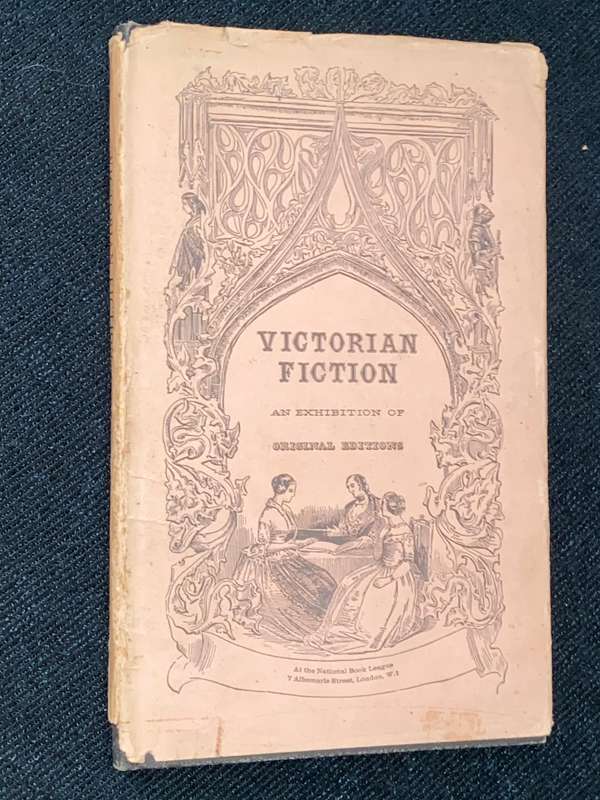 VICTORIAN
FICTION
AN EXHIBITION OF
ORIGINAL EDITIONS
At the National Book League
7 Albemarle Street, London, W.1